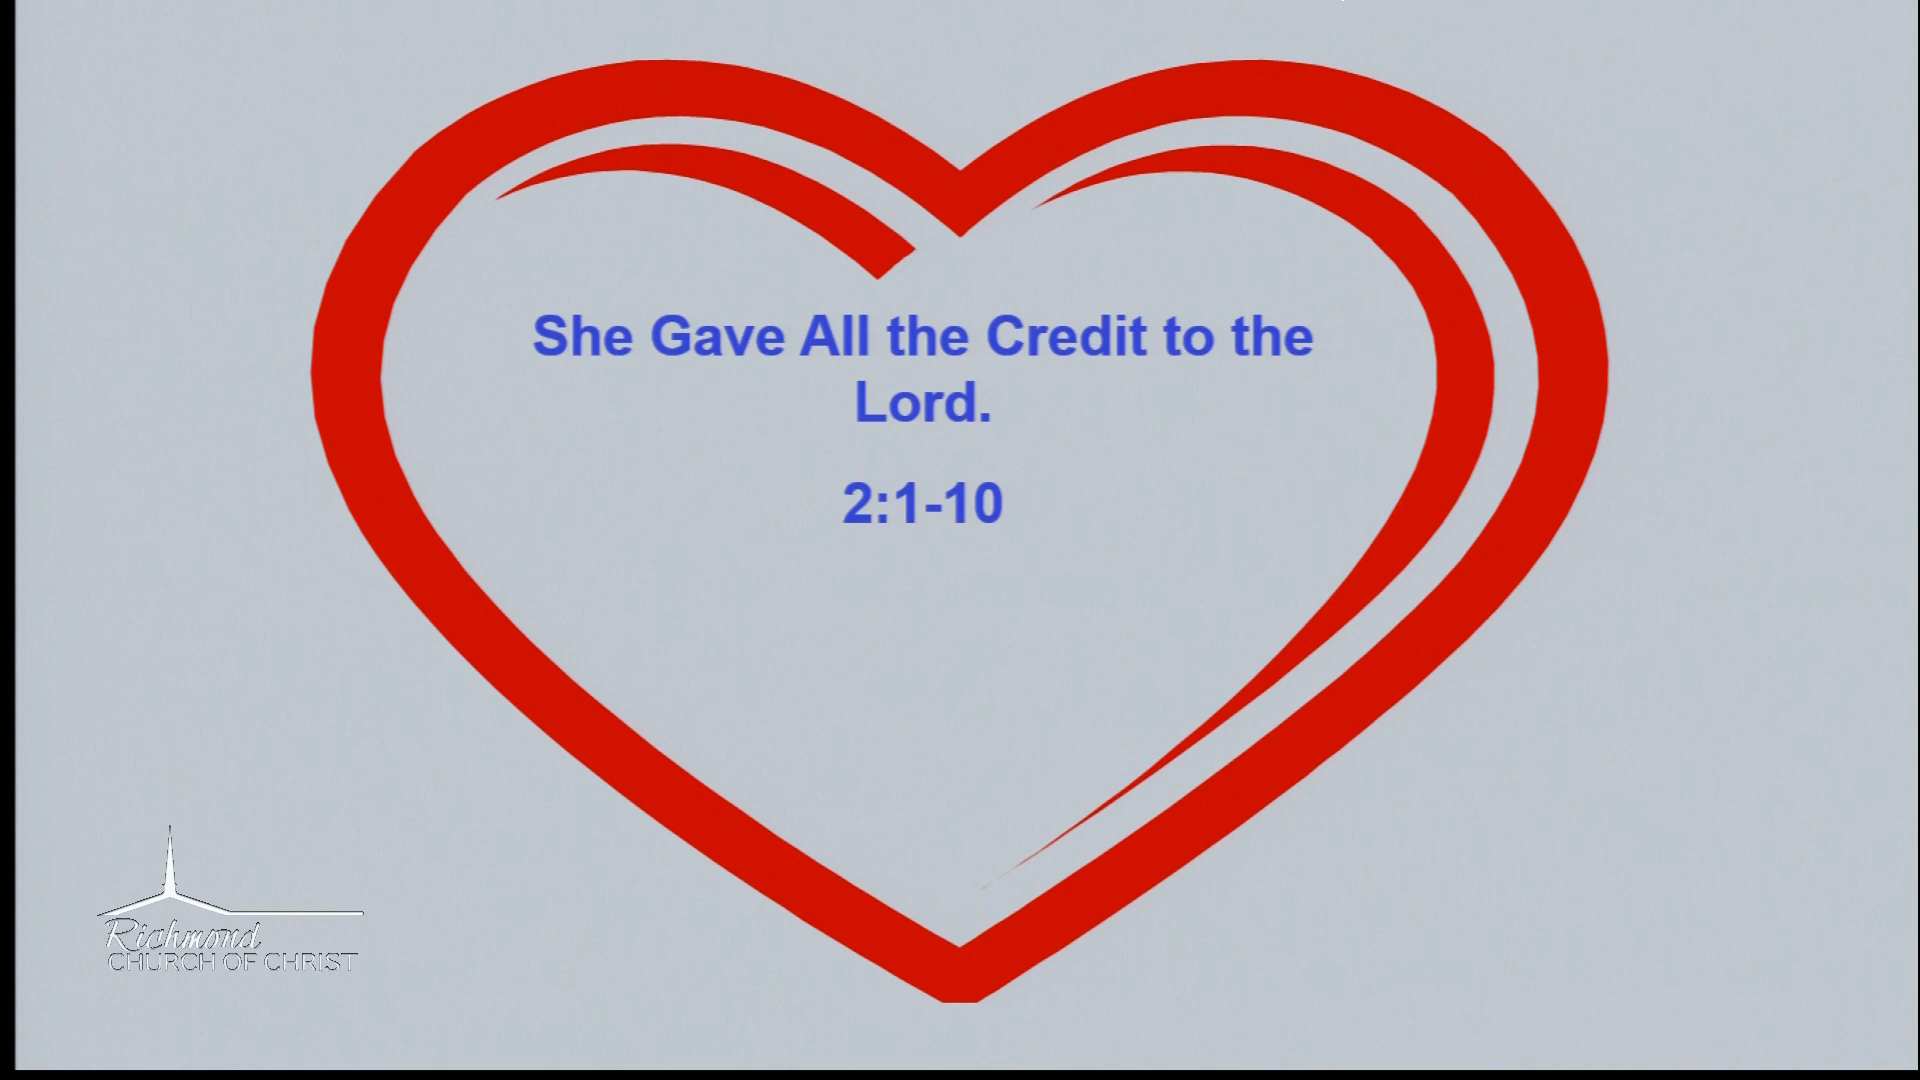 She Gave All the Credit to the
Lord.
2:1-10
Richmond
CHURCH OF CHRIST